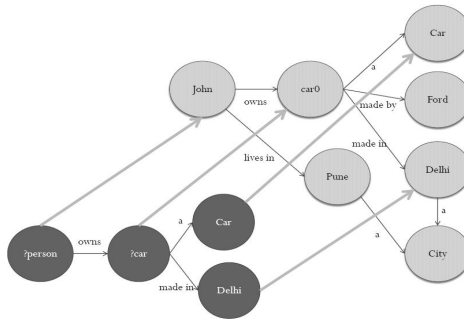 Car
a
John
owns
car0
made by
Ford
made in
lives in
Delhi
Pune
a
Car
a
a
owns
?person
?car
City
made in
Delhi